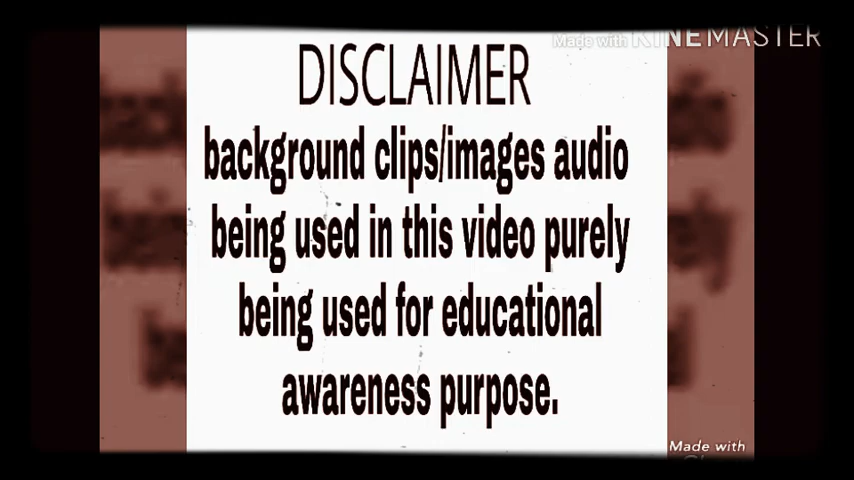 Made with KINEMASTER
DISCLAIMER
background clips/images audio
being used in this video purely
being used for educational
awareness purpose.
Made with